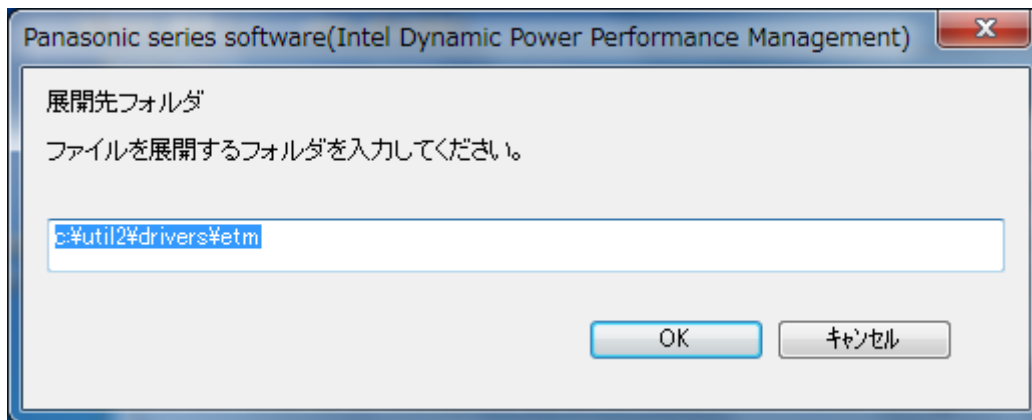 Panasonic series software(Intel Dynamic Power Performance Management)
展開先フォルダ
ファイルを展開するフォルダを入力してください。
c:¥util2¥drivers¥etm
OK
キャンセル